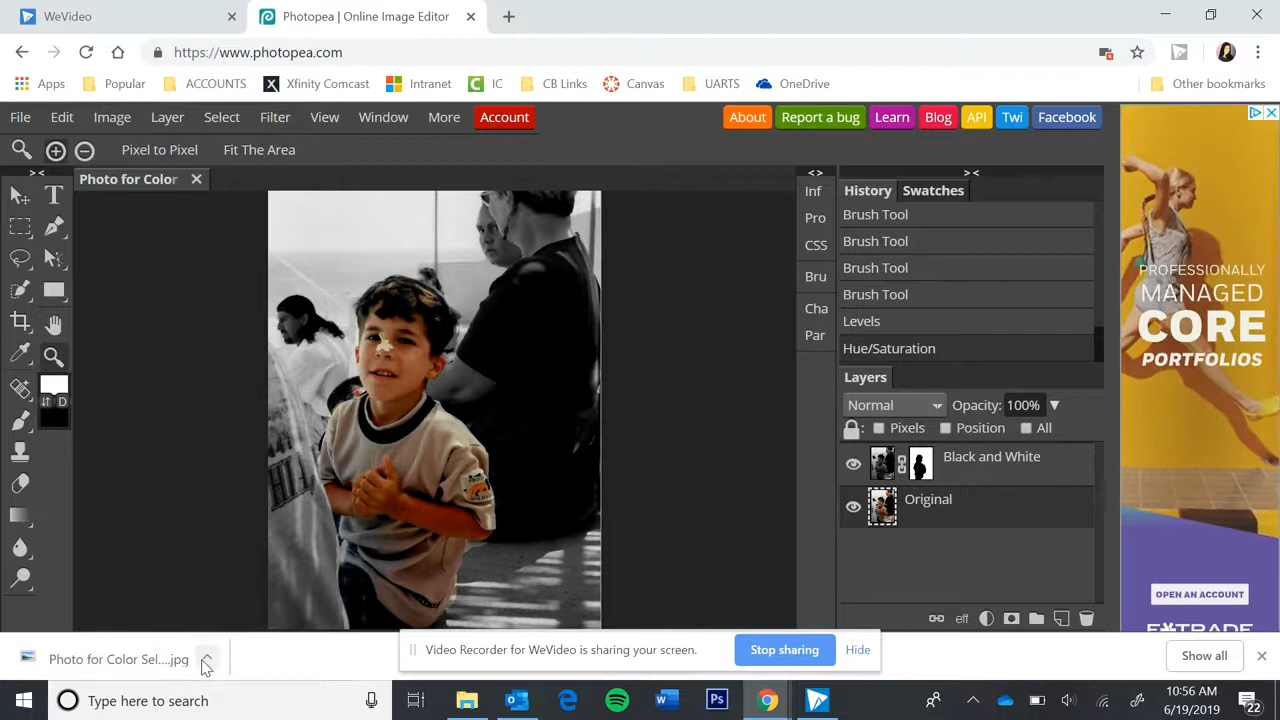 WeVideo
Photopea | Online Image Editor
https://www.photopea.com
Apps Popular ACCOUNTS Xfinity Comcast Intranet IC CB Links Canvas UARTS OneDrive Other bookmarks
File Edit Image Layer Select Filter View Window More Account About Report a bug Learn Blog API Twi Facebook
Pixel to Pixel Fit The Area
Photo for Color
Inf
Pro
CSS
Bru
Cha
Par
History Swatches
Brush Tool
Brush Tool
Brush Tool
Brush Tool
Levels
Hue/Saturation
Layers
Normal Opacity: 100%
Pixels Position All
Black and White
Original
eff
PROFESSIONALLY
MANAGED
CORE
PORTFOLIOS
OPEN AN ACCOUNT
E*TRADE
Photo for Color Sel....jpg
Video Recorder for WeVideo is sharing your screen. Stop sharing Hide
Show all
Type here to search
10:56 AM
6/19/2019
22